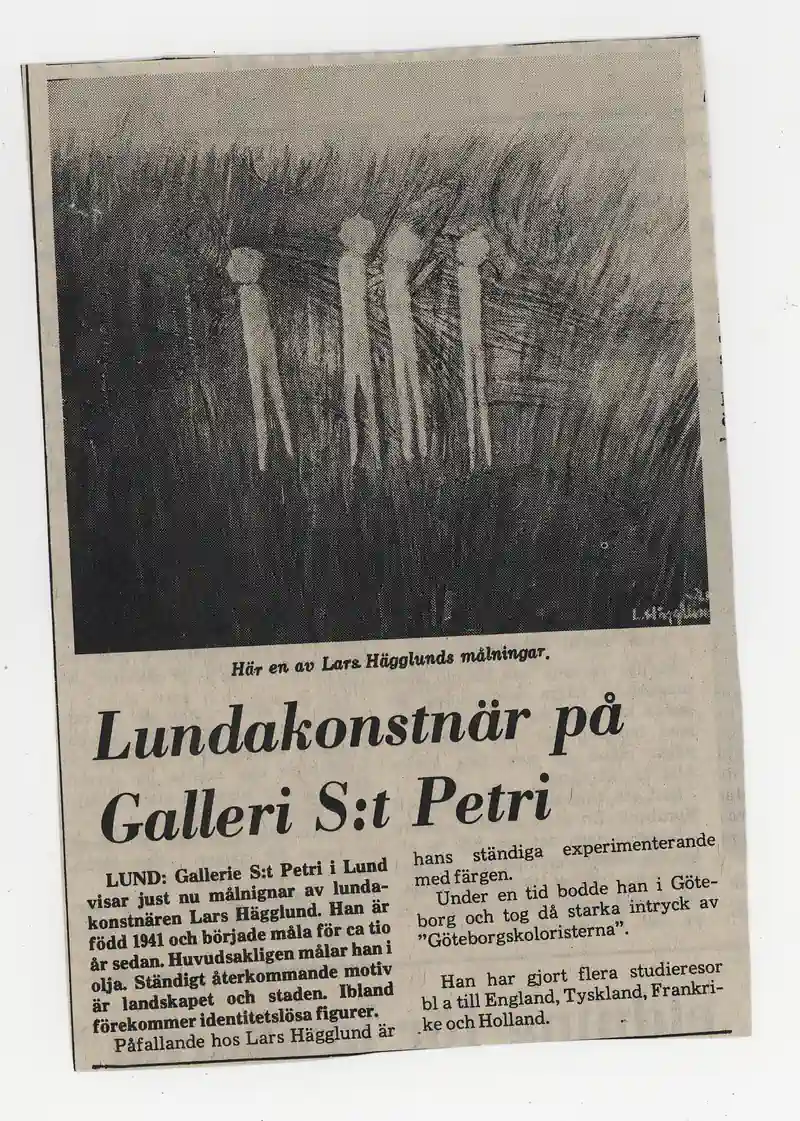 L. Hägglund
Här en av Lars Hägglunds målningar.
Lundakonstnär på
Galleri S:t Petri
LUND: Gallerie S:t Petri i Lund
visar just nu målnignar av lunda-
konstnären Lars Hägglund. Han är
född 1941 och började måla för ca tio
år sedan. Huvudsakligen målar han i
olja. Ständigt återkommande motiv
är landskapet och staden. Ibland
förekommer identitetslösa figurer.
Påfallande hos Lars Hägglund är
hans ständiga experimenterande
med färgen.
Under en tid bodde han i Göte-
borg och tog då starka intryck av
"Göteborgskoloristerna".
Han har gjort flera studieresor
bl a till England, Tyskland, Frankri-
ke och Holland.